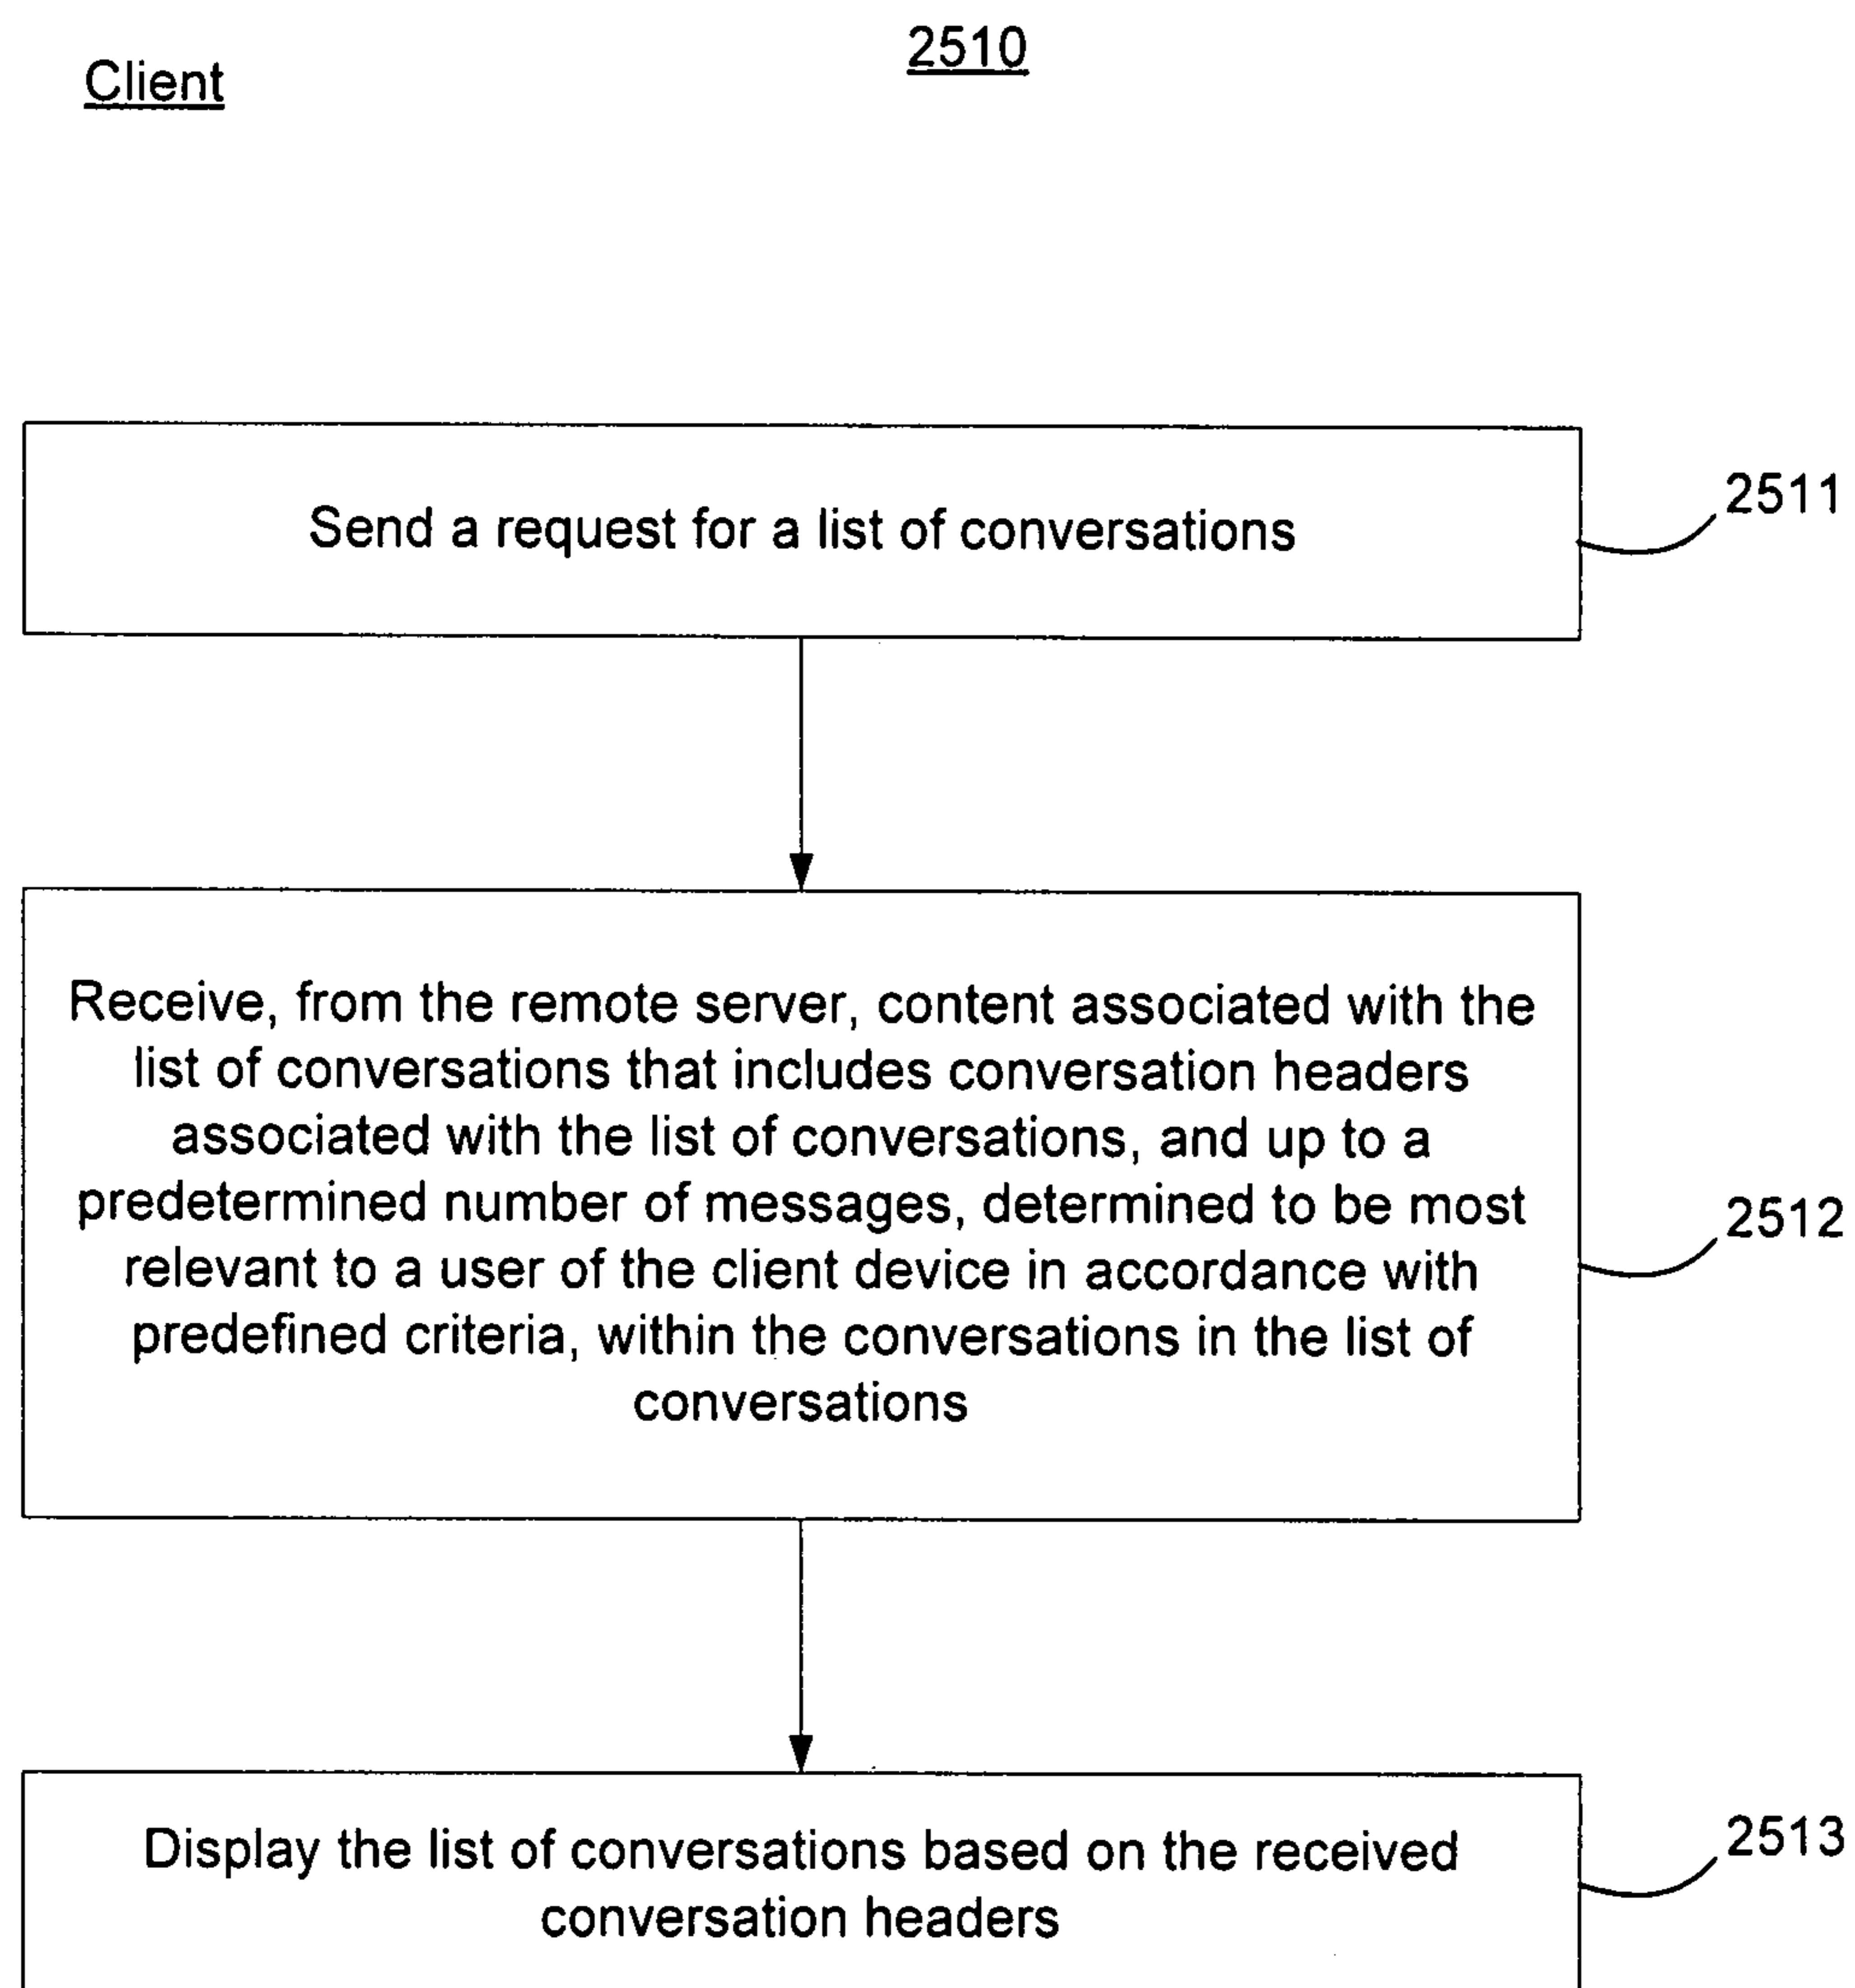 2510
Client
Send a request for a list of conversations
2511
Receive, from the remote server, content associated with the
list of conversations that includes conversation headers
associated with the list of conversations, and up to a
predetermined number of messages, determined to be most
relevant to a user of the client device in accordance with
predefined criteria, within the conversations in the list of
conversations
2512
Display the list of conversations based on the received
conversation headers
2513